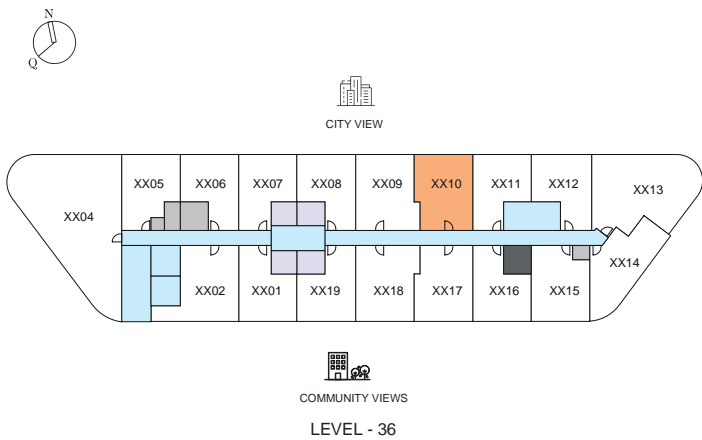 N
Q
CITY VIEW
XX05 XX06 XX07 XX08 XX09 XX10 XX11 XX12 XX13
XX04
XX14
XX02 XX01 XX19 XX18 XX17 XX16 XX15
COMMUNITY VIEWS
LEVEL - 36